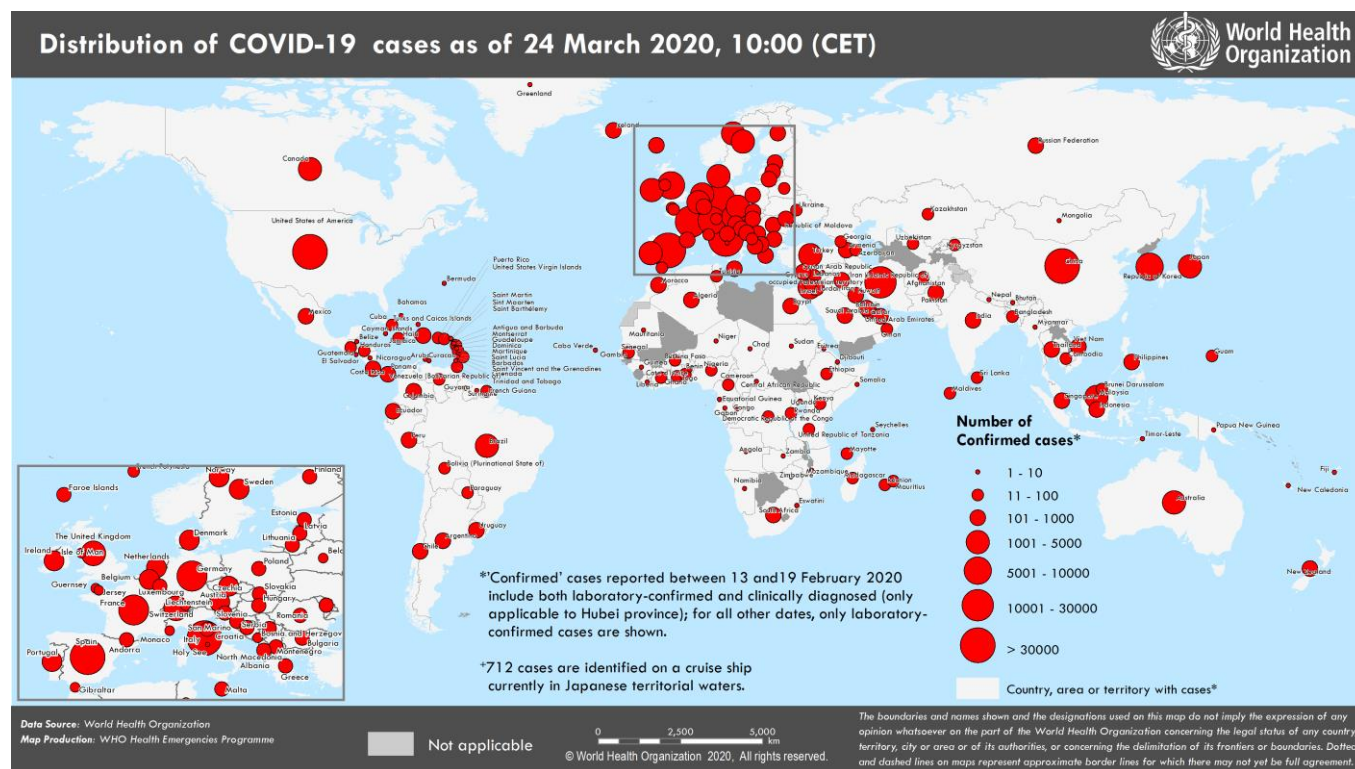 Distribution of COVID-19 cases as of 24 March 2020, 10:00 (CET)
World Health
Organization
Greenland
Iceland
Canada
Russian Federation
United States of America
Ukraine
Republic of Moldova
Kazakhstan
Mongolia
Georgia
Armenia
Azerbaijan
Uzbekistan
Kyrgyzstan
Turkey
China
Republic of Korea
Japan
Puerto Rico
United States Virgin Islands
Bermuda
Bahamas
Saint Martin
Sint Maarten
Saint Barthélemy
Mexico
Cuba
Turks and Caicos Islands
Cayman Islands
Belize
Jamaica
Honduras
Guatemala
El Salvador
Nicaragua
Aruba
Curacao
Antigua and Barbuda
Montserrat
Guadeloupe
Dominica
Martinique
Saint Lucia
Barbados
Saint Vincent and the Grenadines
Grenada
Trinidad and Tobago
Costa Rica
Panama
Venezuela (Bolivarian Republic of)
Guyana
Suriname
French Guiana
Colombia
Ecuador
Peru
Brazil
Bolivia (Plurinational State of)
Paraguay
Uruguay
Argentina
Chile
Tunisia
Morocco
Algeria
Egypt
Afghanistan
Pakistan
Saudi Arabia
United Arab Emirates
Oman
Nepal
Bhutan
Bangladesh
India
Myanmar
Viet Nam
Thailand
Cambodia
Philippines
Guam
Mauritania
Cabo Verde
Senegal
Gambia
Niger
Chad
Sudan
Eritrea
Djibouti
Burkina Faso
Guinea
Liberia
Ghana
Benin
Nigeria
Cameroon
Central African Republic
Ethiopia
Somalia
Equatorial Guinea
Gabon
Congo
Democratic Republic of the Congo
Uganda
Kenya
Rwanda
United Republic of Tanzania
Seychelles
Sri Lanka
Maldives
Brunei Darussalam
Malaysia
Singapore
Indonesia
Timor-Leste
Papua New Guinea
Angola
Zambia
Mayotte
Mozambique
Zimbabwe
Madagascar
Réunion
Mauritius
Namibia
Eswatini
South Africa
Fiji
New Caledonia
Australia
New Zealand
French Polynesia
Norway
Finland
Faroe Islands
Sweden
Estonia
Latvia
Lithuania
Denmark
The United Kingdom
Ireland
Isle of Man
Netherlands
Belgium
Germany
Poland
Guernsey
Jersey
Luxembourg
Czechia
Slovakia
France
Liechtenstein
Austria
Hungary
Switzerland
Slovenia
Romania
San Marino
Croatia
Serbia
Bosnia and Herzegov
Spain
Andorra
Monaco
Italy
Holy See
Montenegro
Bulgaria
Portugal
North Macedonia
Albania
Greece
Gibraltar
Malta
Number of
Confirmed cases*
1 - 10
11 - 100
101 - 1000
1001 - 5000
5001 - 10000
10001 - 30000
> 30000
Country, area or territory with cases*
*'Confirmed' cases reported between 13 and19 February 2020
include both laboratory-confirmed and clinically diagnosed (only
applicable to Hubei province); for all other dates, only laboratory-
confirmed cases are shown.
+712 cases are identified on a cruise ship
currently in Japanese territorial waters.
Data Source: World Health Organization
Map Production: WHO Health Emergencies Programme
Not applicable
0 2,500 5,000
km
© World Health Organization 2020, All rights reserved.
The boundaries and names shown and the designations used on this map do not imply the expression of any
opinion whatsoever on the part of the World Health Organization concerning the legal status of any country,
territory, city or area or of its authorities, or concerning the delimitation of its frontiers or boundaries. Dotted
and dashed lines on maps represent approximate border lines for which there may not yet be full agreement.